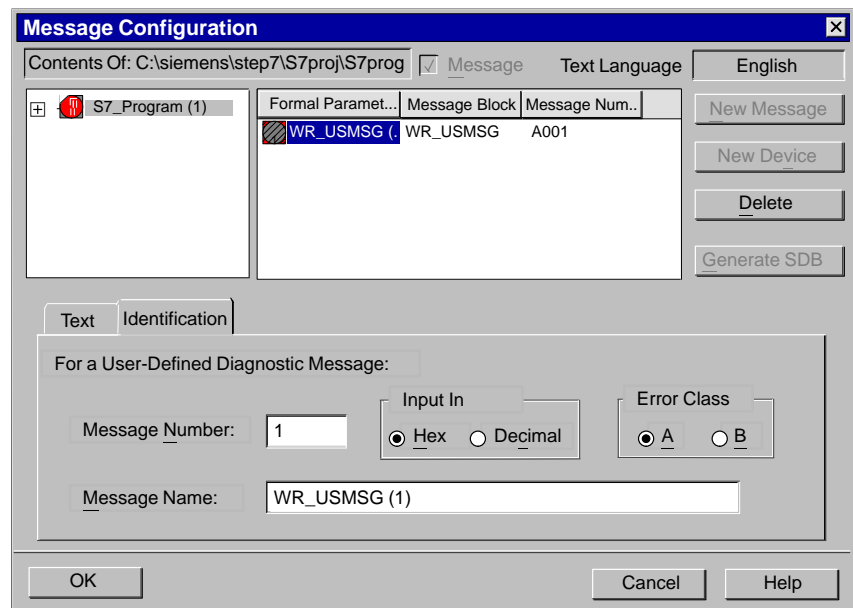 Message Configuration
Contents Of: C:\siemens\step7\S7proj\S7prog Message Text Language English
S7_Program (1)
Formal Paramet... Message Block Message Num..
WR_USMSG (. WR_USMSG A001
New Message
New Device
Delete
Generate SDB
Text Identification
For a User-Defined Diagnostic Message:
Message Number: 1
Input In
Hex Decimal
Error Class
A B
Message Name: WR_USMSG (1)
OK Cancel Help